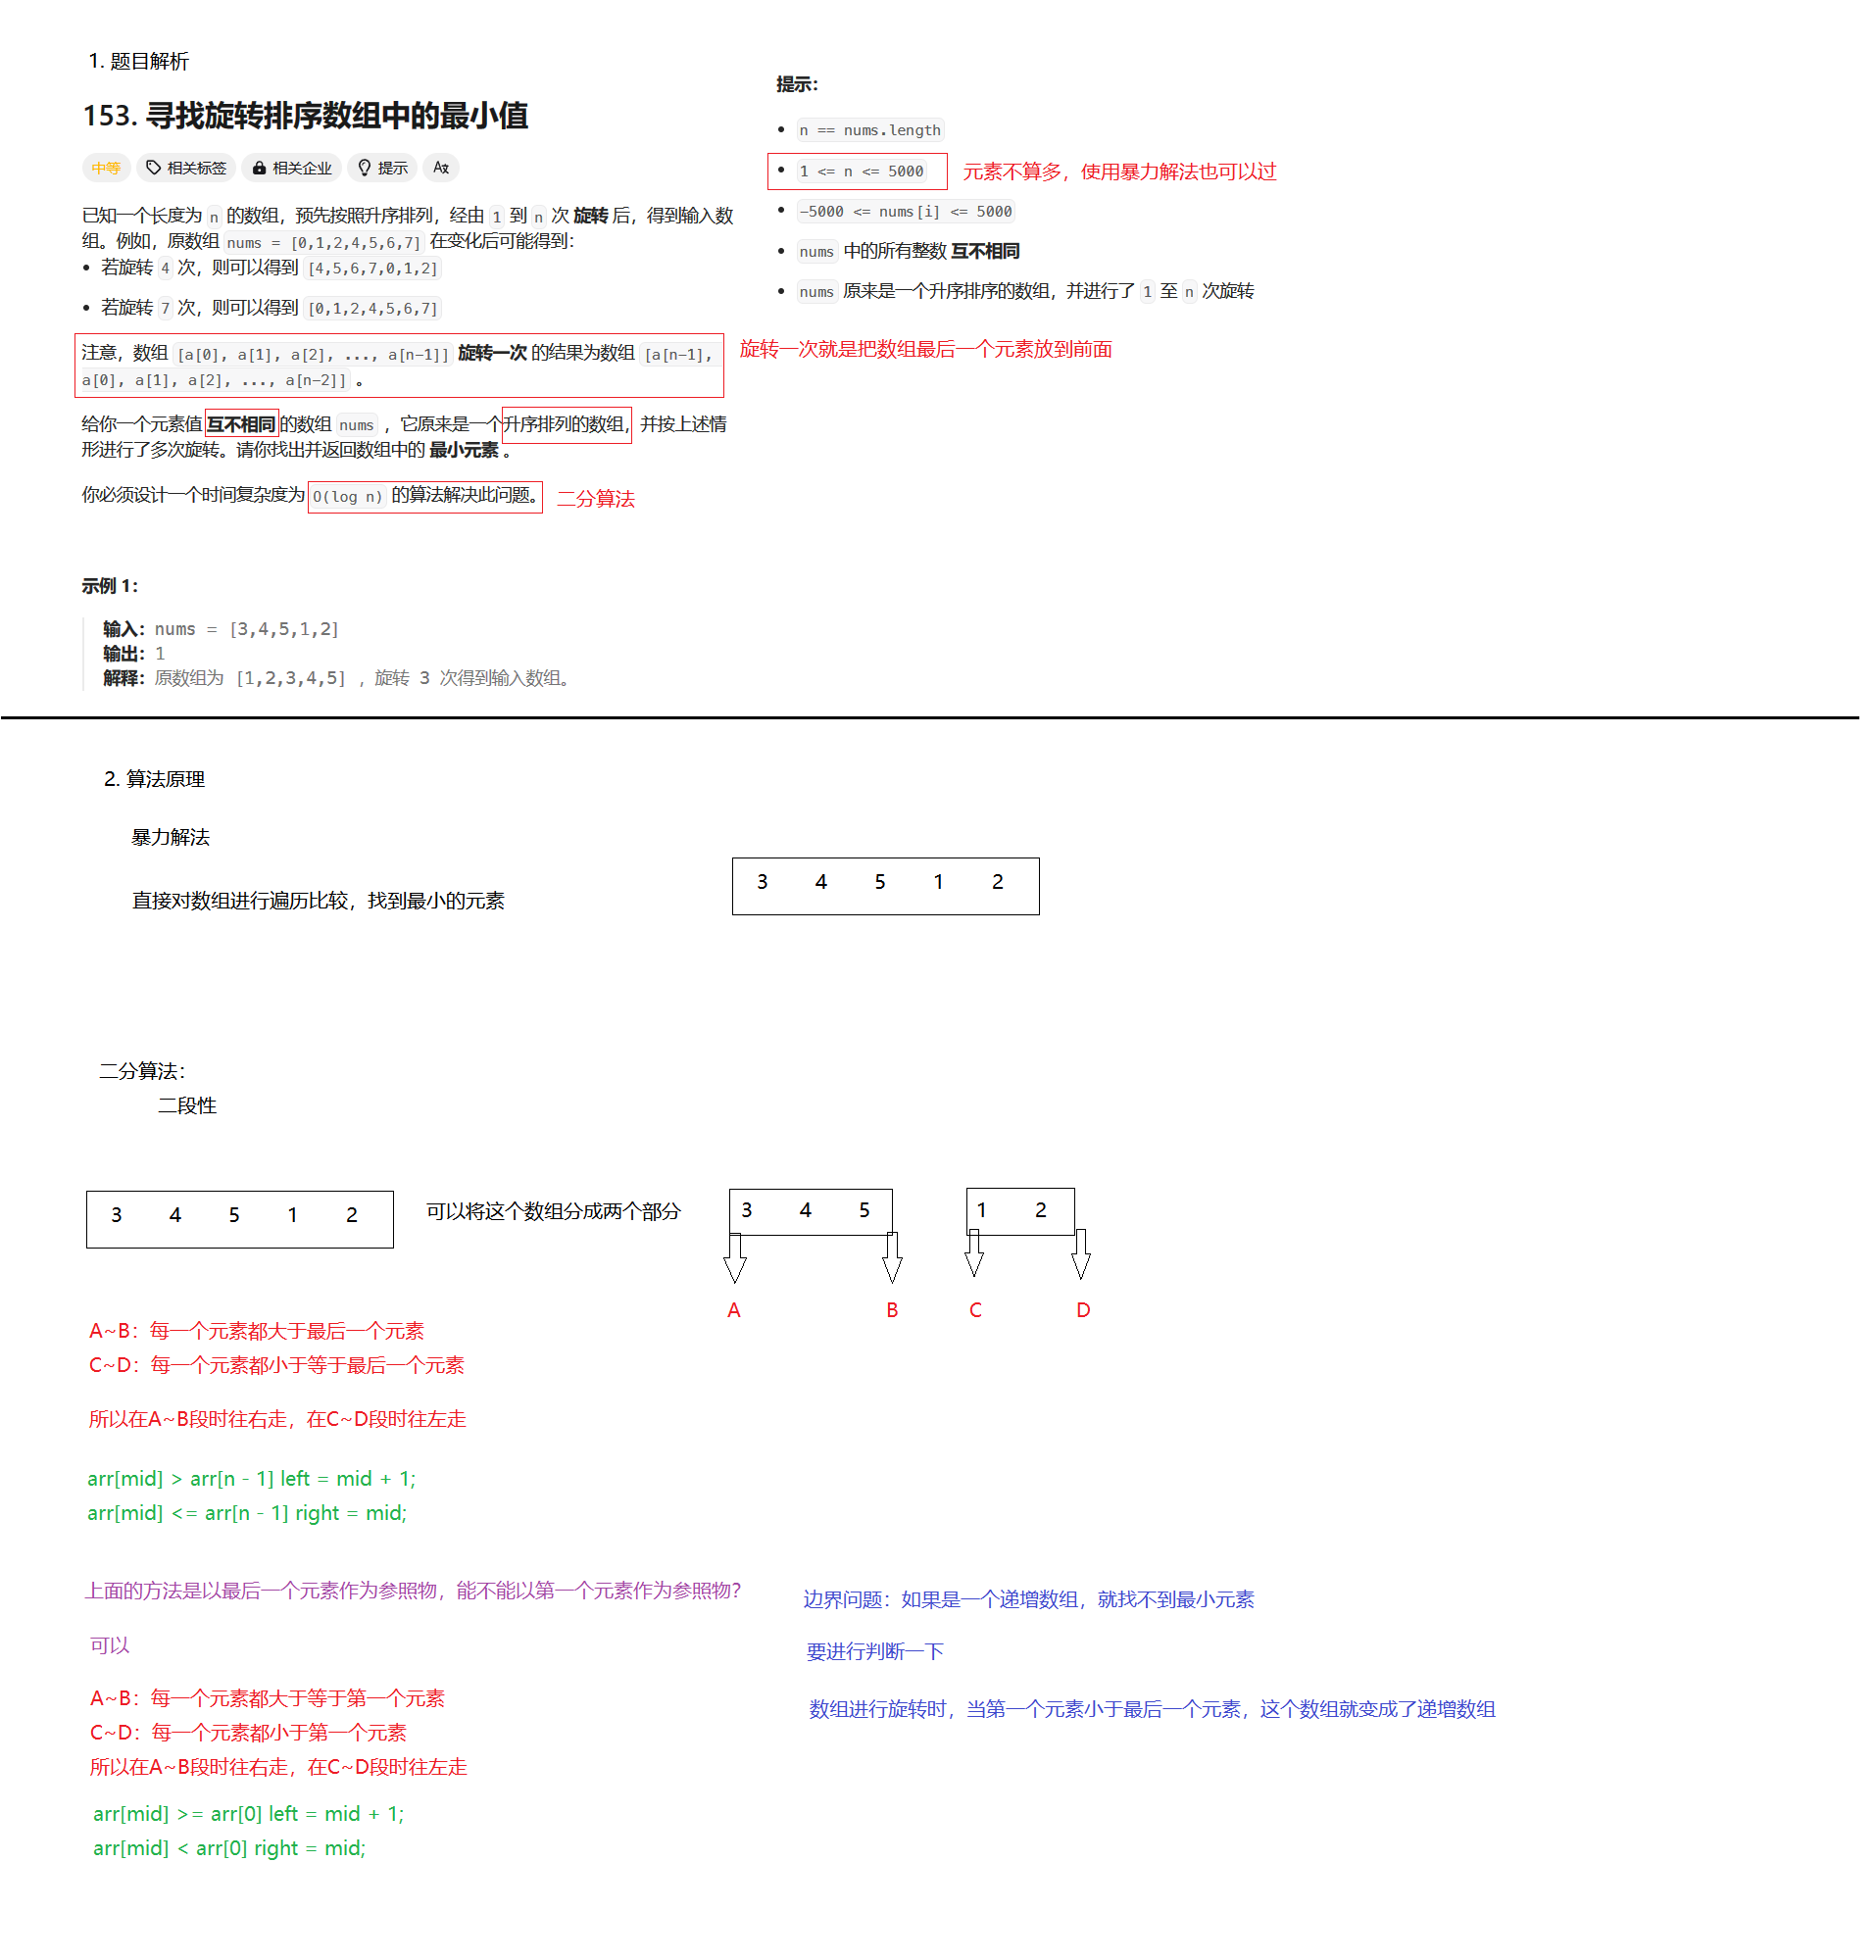 1. 题目解析
153. 寻找旋转排序数组中的最小值
中等 相关标签 相关企业 提示 A文
已知一个长度为 n 的数组，预先按照升序排列，经由 1 到 n 次 旋转 后，得到输入数
组。例如，原数组 nums = [0,1,2,4,5,6,7] 在变化后可能得到：
• 若旋转 4 次，则可以得到 [4,5,6,7,0,1,2]
• 若旋转 7 次，则可以得到 [0,1,2,4,5,6,7]
注意，数组 [a[0], a[1], a[2], ..., a[n-1]] 旋转一次 的结果为数组 [a[n-1],
a[0], a[1], a[2], ..., a[n-2]] 。
旋转一次就是把数组最后一个元素放到前面
给你一个元素值 互不相同 的数组 nums ，它原来是一个升序排列的数组，并按上述情
形进行了多次旋转。请你找出并返回数组中的 最小元素 。
你必须设计一个时间复杂度为 O(log n) 的算法解决此问题。
二分算法
示例 1：
输入：nums = [3,4,5,1,2]
输出：1
解释：原数组为 [1,2,3,4,5] ，旋转 3 次得到输入数组。
提示：
• n == nums.length
• 1 <= n <= 5000
元素不算多，使用暴力解法也可以过
• -5000 <= nums[i] <= 5000
• nums 中的所有整数 互不相同
• nums 原来是一个升序排序的数组，并进行了 1 至 n 次旋转
2. 算法原理
暴力解法
直接对数组进行遍历比较，找到最小的元素
3 4 5 1 2
二分算法：
二段性
3 4 5 1 2
可以将这个数组分成两个部分
3 4 5
1 2
A B C D
A~B：每一个元素都大于最后一个元素
C~D：每一个元素都小于等于最后一个元素
所以在A~B段时往右走，在C~D段时往左走
arr[mid] > arr[n - 1] left = mid + 1;
arr[mid] <= arr[n - 1] right = mid;
上面的方法是以最后一个元素作为参照物，能不能以第一个元素作为参照物？
可以
A~B：每一个元素都大于等于第一个元素
C~D：每一个元素都小于第一个元素
所以在A~B段时往右走，在C~D段时往左走
arr[mid] >= arr[0] left = mid + 1;
arr[mid] < arr[0] right = mid;
边界问题：如果是一个递增数组，就找不到最小元素
要进行判断一下
数组进行旋转时，当第一个元素小于最后一个元素，这个数组就变成了递增数组